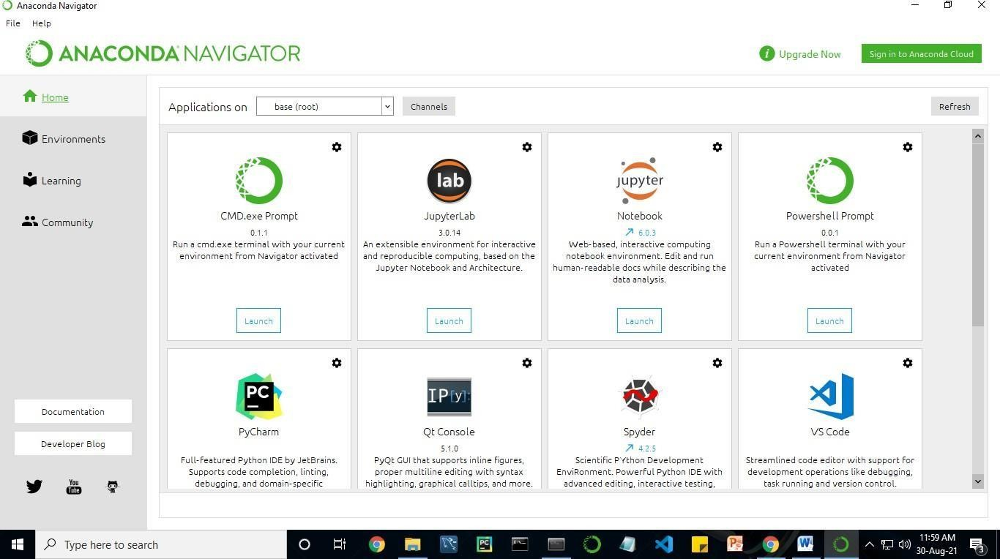 Anaconda Navigator
File Help
ANACONDA NAVIGATOR
i Upgrade Now
Sign in to Anaconda Cloud
Home
Environments
Learning
Community
Documentation
Developer Blog
You
Tube
Applications on
base (root)
Channels
Refresh
CMD.exe Prompt
0.1.1
Run a cmd.exe terminal with your current
environment from Navigator activated
Launch
lab
JupyterLab
3.0.14
An extensible environment for interactive
and reproducible computing, based on the
Jupyter Notebook and Architecture.
Launch
jupyter
Notebook
6.0.3
Web-based, interactive computing
notebook environment. Edit and run
human-readable docs while describing the
data analysis.
Launch
Powershell Prompt
0.0.1
Run a Powershell terminal with your
current environment from Navigator
activated
Launch
PC
PyCharm
Full-featured Python IDE by JetBrains.
Supports code completion, linting,
debugging, and domain-specific
IP[y]:
Qt Console
5.1.0
PyQt GUI that supports inline figures,
proper multiline editing with syntax
highlighting, graphical calltips, and more.
Spyder
4.2.5
Scientific PYthon Development
EnviRonment. Powerful Python IDE with
advanced editing, interactive testing,
VS Code
Streamlined code editor with support for
development operations like debugging,
task running and version control.
Type here to search
PC
W
11:59 AM
30-Aug-21
3